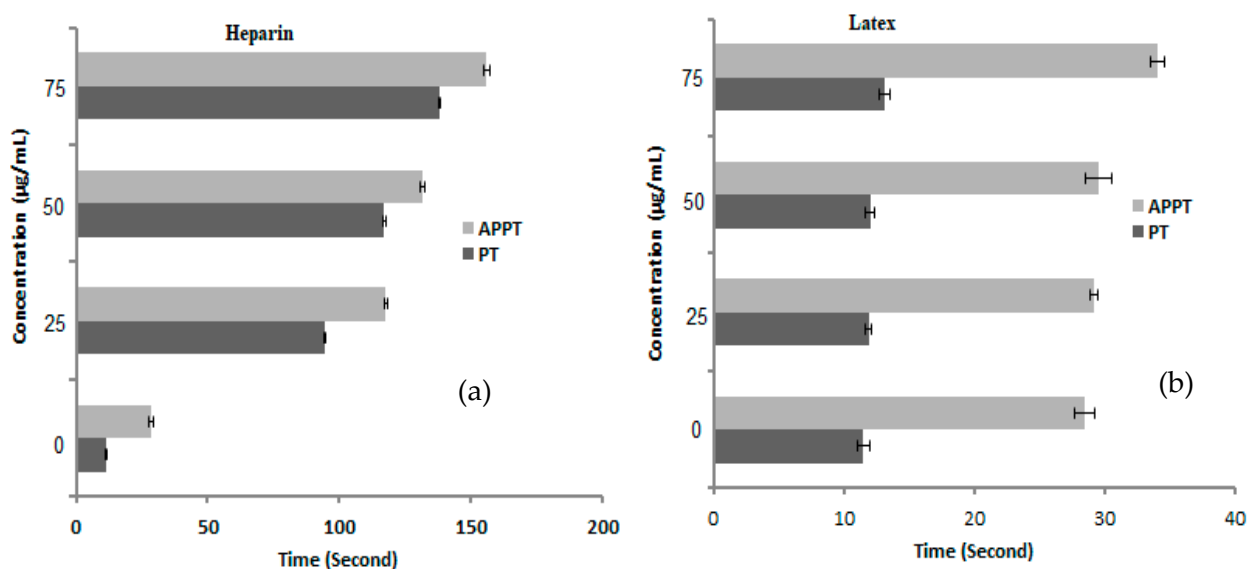 Heparin
Concentration (µg/mL)
75
50
25
0
APPT
PT
(a)
0
50
100
150
200
Time (Second)
Latex
Concentration (µg/mL)
75
50
25
0
APPT
PT
(b)
0
10
20
30
40
Time (Second)